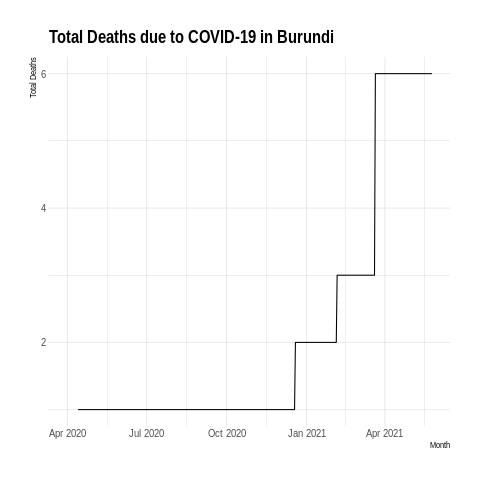 Total Deaths due to COVID-19 in Burundi
Total Deaths
6
4
2
Apr 2020
Jul 2020
Oct 2020
Jan 2021
Apr 2021
Month